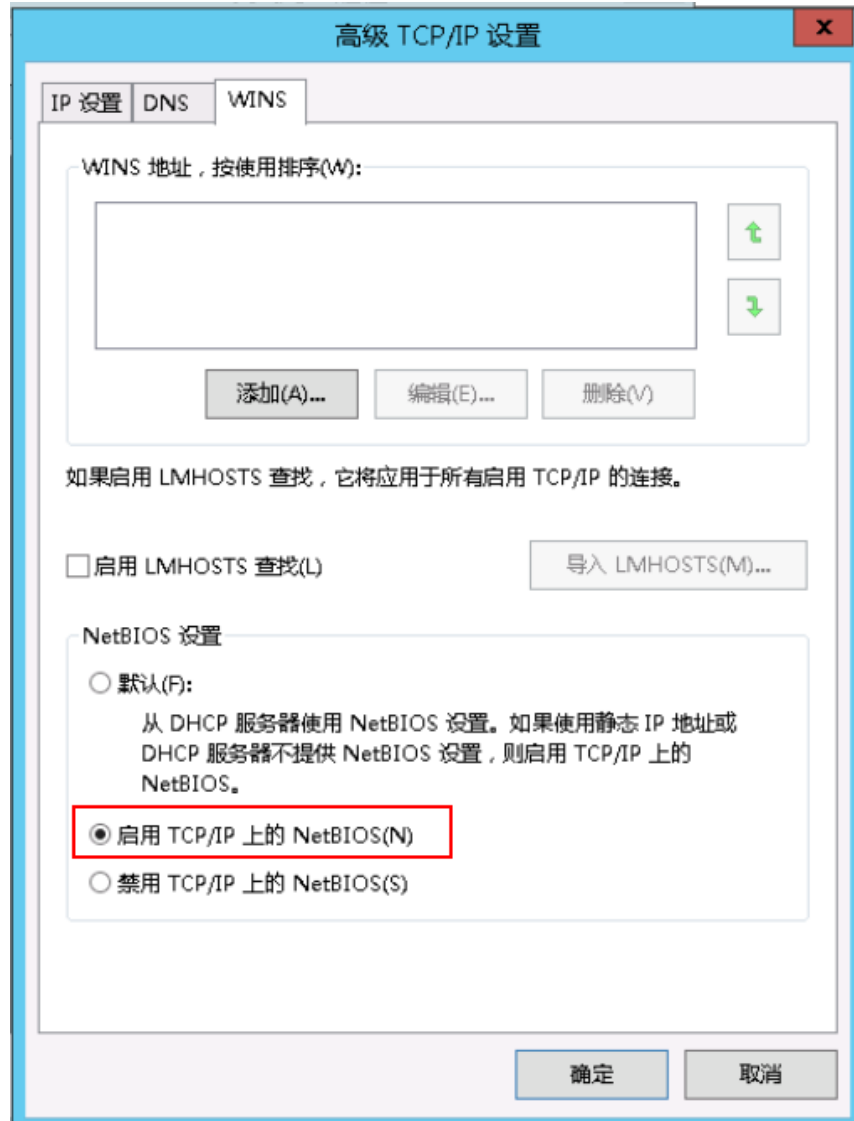 高级 TCP/IP 设置
x
IP 设置 DNS WINS
WINS 地址，按使用排序(W):
添加(A)... 编辑(E)... 删除(V)
如果启用 LMHOSTS 查找，它将应用于所有启用 TCP/IP 的连接。
启用 LMHOSTS 查找(L) 导入 LMHOSTS(M)...
NetBIOS 设置
默认(F):
从 DHCP 服务器使用 NetBIOS 设置。如果使用静态 IP 地址或
DHCP 服务器不提供 NetBIOS 设置，则启用 TCP/IP 上的
NetBIOS。
启用 TCP/IP 上的 NetBIOS(N)
禁用 TCP/IP 上的 NetBIOS(S)
确定 取消